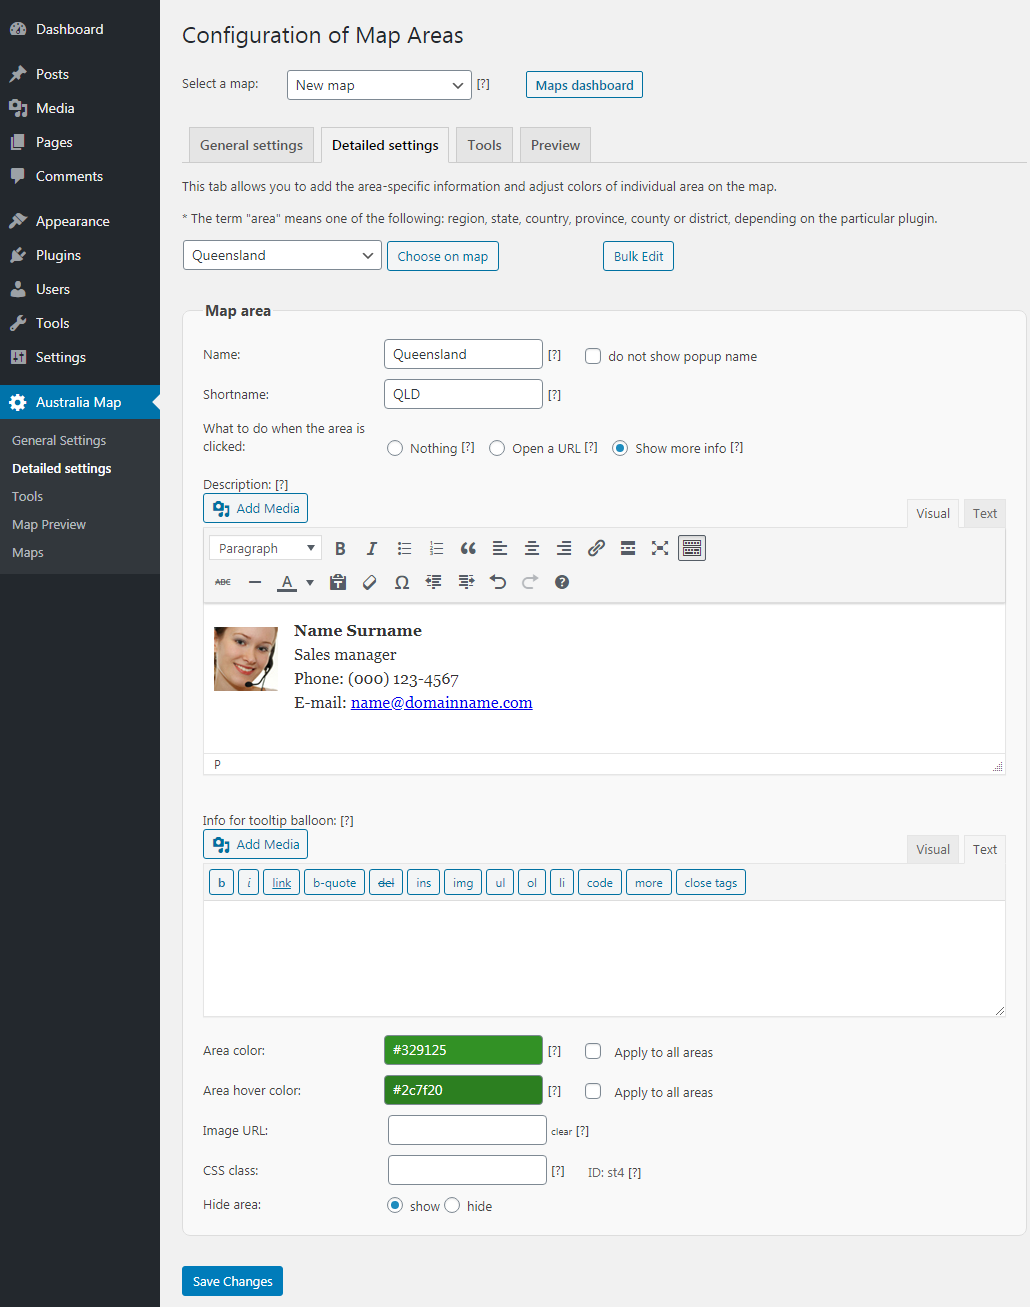 Dashboard
Posts
Media
Pages
Comments
Appearance
Plugins
Users
Tools
Settings
Australia Map
General Settings
Detailed settings
Tools
Map Preview
Maps
Configuration of Map Areas
Select a map: New map [?] Maps dashboard
General settings Detailed settings Tools Preview
This tab allows you to add the area-specific information and adjust colors of individual area on the map.
* The term "area" means one of the following: region, state, country, province, county or district, depending on the particular plugin.
Queensland Choose on map Bulk Edit
Map area
Name: Queensland [?] do not show popup name
Shortname: QLD [?]
What to do when the area is
clicked: Nothing [?] Open a URL [?] Show more info [?]
Description: [?]
Add Media Visual Text
Paragraph B I
ABC A T Ω ?
Name Surname
Sales manager
Phone: (000) 123-4567
E-mail: name@domainname.com
P
Info for tooltip balloon: [?]
Add Media Visual Text
b i link b-quote del ins img ul ol li code more close tags
Area color: #329125 [?] Apply to all areas
Area hover color: #2c7f20 [?] Apply to all areas
Image URL: clear [?]
CSS class: [?] ID: st4 [?]
Hide area: show hide
Save Changes